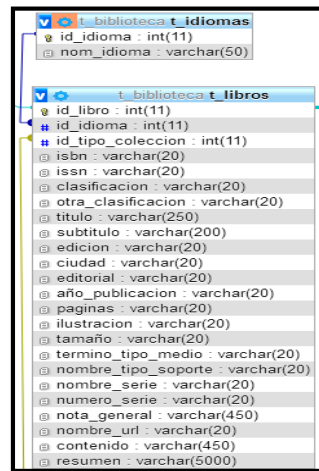 t_biblioteca t_idiomas
id_idioma : int(11)
nom_idioma : varchar(50)
t_biblioteca t_libros
id_libro : int(11)
id_idioma : int(11)
id_tipo_coleccion : int(11)
isbn : varchar(20)
issn : varchar(20)
clasificacion : varchar(20)
otra_clasificacion : varchar(20)
titulo : varchar(250)
subtitulo : varchar(200)
edicion : varchar(20)
ciudad : varchar(20)
editorial : varchar(20)
año_publicacion : varchar(20)
paginas : varchar(20)
ilustracion : varchar(20)
tamaño : varchar(20)
termino_tipo_medio : varchar(20)
nombre_tipo_soporte : varchar(20)
nombre_serie : varchar(20)
numero_serie : varchar(20)
nota_general : varchar(450)
nombre_url : varchar(20)
contenido : varchar(450)
resumen : varchar(5000)